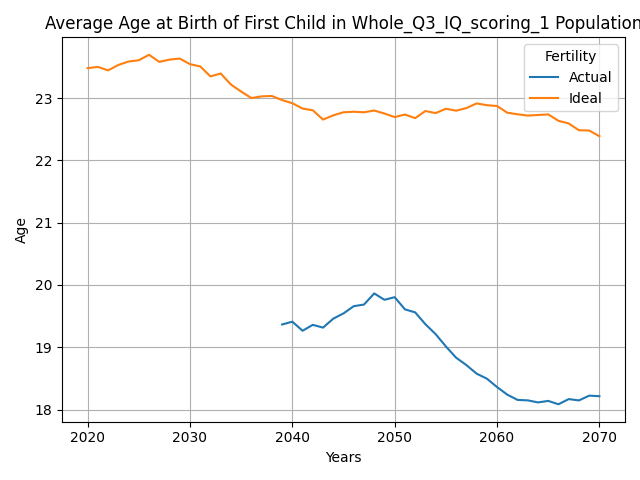 Average Age at Birth of First Child in Whole_Q3_IQ_scoring_1 Population
Fertility
Actual
Ideal
Age
23
22
21
20
19
18
2020 2030 2040 2050 2060 2070
Years